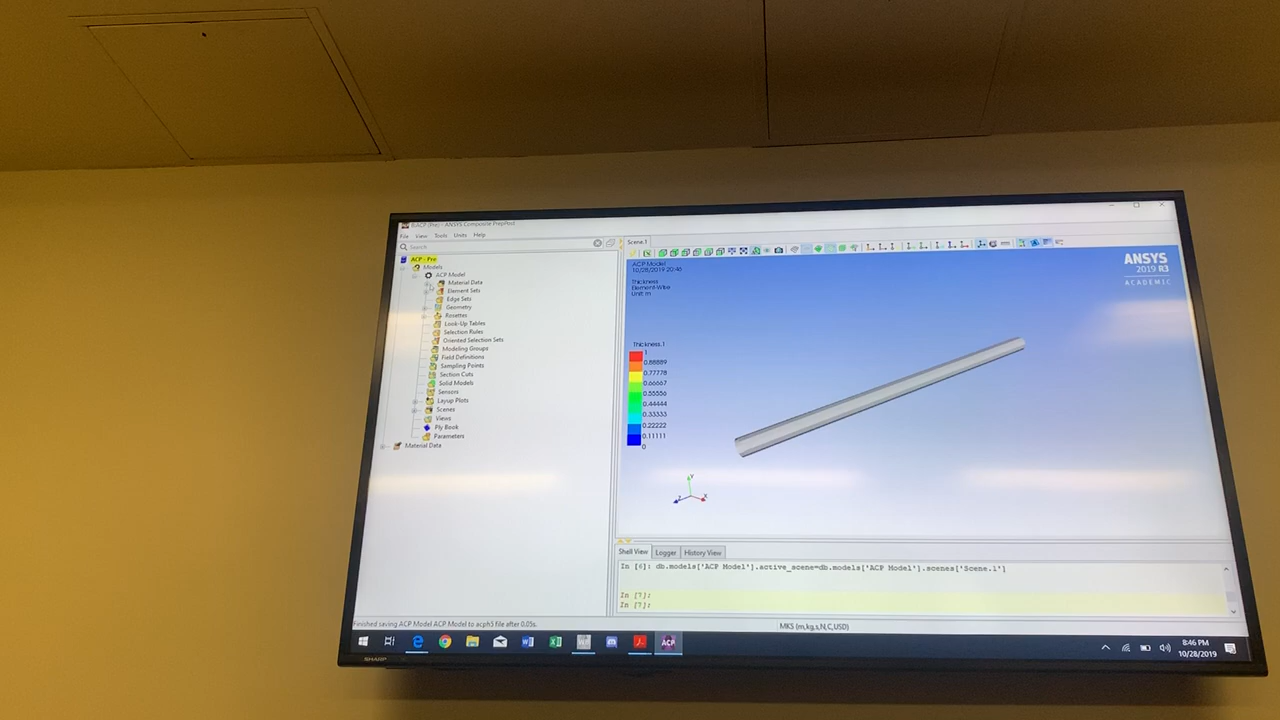 (Pre) - ANSYS Composite PrepPost
File View Tools Units Help
Search
ACP - Pre
Models
ACP Model
Material Data
Element Sets
Edge Sets
Geometry
Rosettes
Look-Up Tables
Selection Rules
Oriented Selection Sets
Modeling Groups
Field Definitions
Sampling Points
Section Cuts
Solid Models
Sensors
Layup Plots
Scenes
Views
Ply Book
Parameters
Material Data
Scene.1
ACP Model
10/28/2019 20:46
Thickness
Element-Wise
Unit: m
ANSYS
2019 R3
ACADEMIC
Thickness.1
1
0.88889
0.77778
0.66667
0.55556
0.44444
0.33333
0.22222
0.11111
0
Y
Z
X
Shell View Logger History View
In [6]: db.models['ACP Model'].active_scene=db.models['ACP Model'].scenes['Scene.1']
In [7]:
In [7]:
Finished saving ACP Model ACP Model to acph5 file after 0.05s.
MKS (m,kg,s,N,C,USD)
ACP
8:46 PM
10/28/2019
SHARP